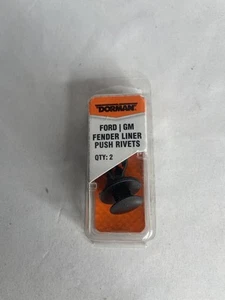 DORMAN
FORD | GM
FENDER LINER
PUSH RIVETS
QTY: 2